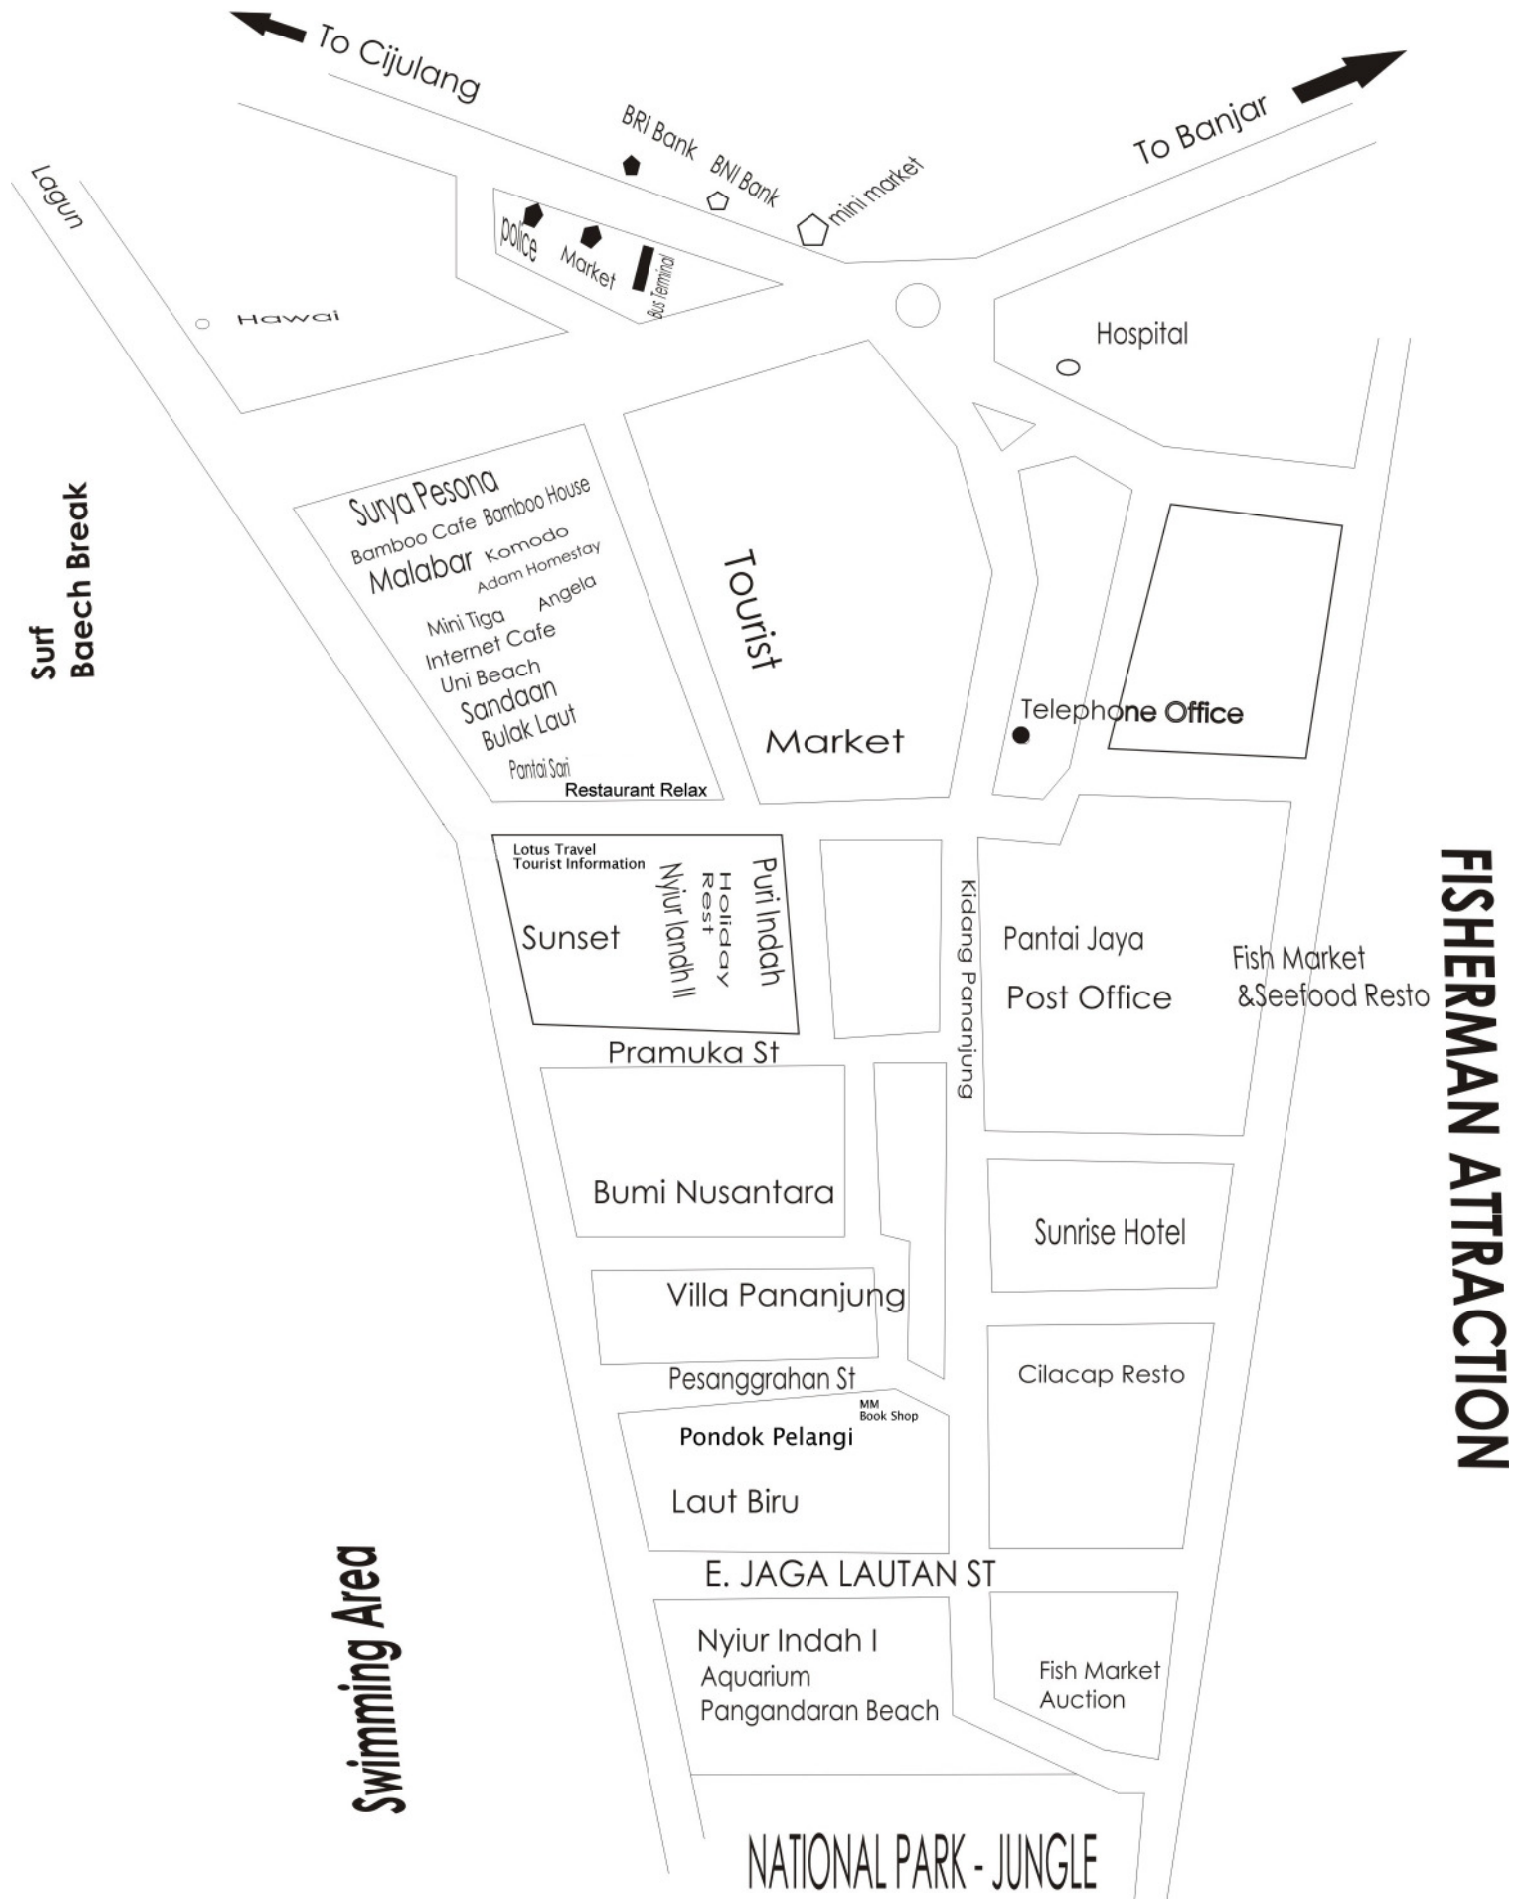 To Cijulang
To Banjar
BRi Bank
BNI Bank
mini market
Lagun
police
Market
Bus Terminal
Hawai
Hospital
Surf
Baech Break
Surya Pesona
Bamboo Cafe
Bamboo House
Malabar
Komodo
Adam Homestay
Mini Tiga
Angela
Internet Cafe
Uni Beach
Sandaan
Bulak Laut
Pantai Sari
Restaurant Relax
Tourist
Market
Telephone Office
Lotus Travel
Tourist Information
Sunset
Nyiur Iandh II
Holiday
Rest
Puri Indah
Kidang Pananjung
Pantai Jaya
Post Office
Fish Market
&Seefood Resto
FISHERMAN ATTRACTION
Pramuka St
Bumi Nusantara
Sunrise Hotel
Villa Pananjung
Pesanggrahan St
Cilacap Resto
MM
Book Shop
Pondok Pelangi
Laut Biru
E. JAGA LAUTAN ST
Swimming Area
Nyiur Indah I
Aquarium
Pangandaran Beach
Fish Market
Auction
NATIONAL PARK - JUNGLE